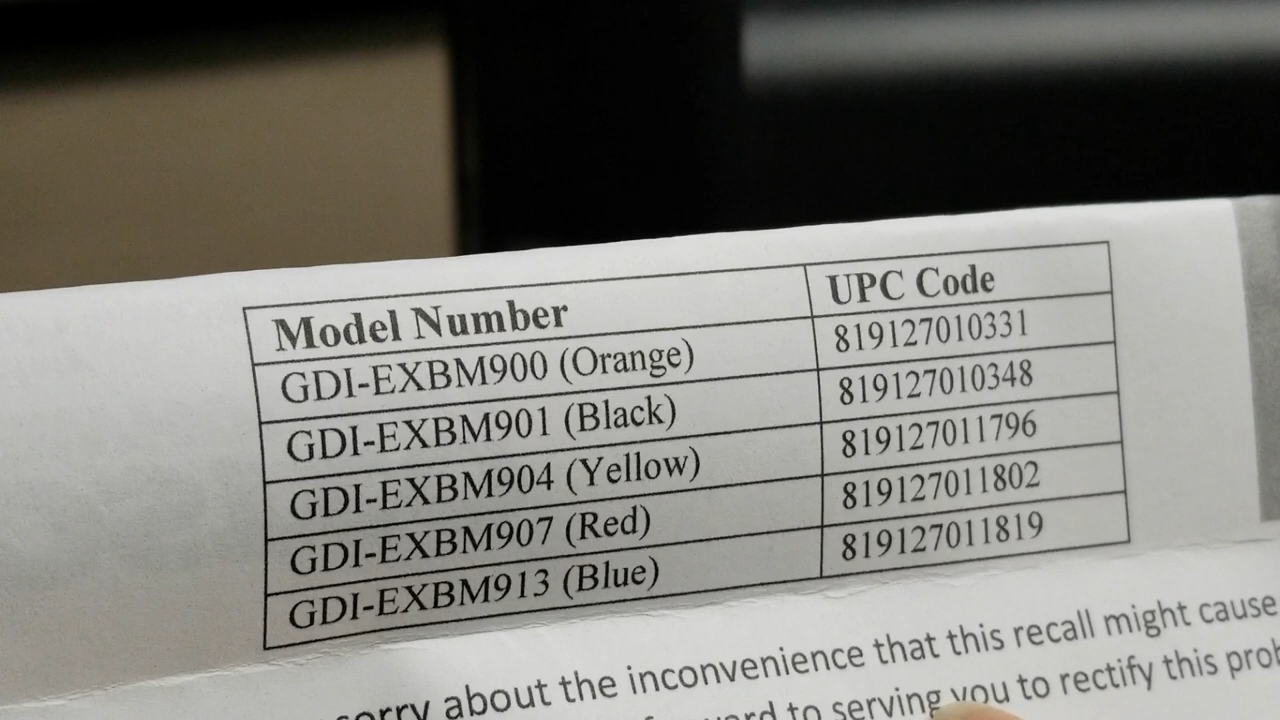 Model Number UPC Code
GDI-EXBM900 (Orange) 819127010331
GDI-EXBM901 (Black) 819127010348
GDI-EXBM904 (Yellow) 819127011796
GDI-EXBM907 (Red) 819127011802
GDI-EXBM913 (Blue) 819127011819
sorry about the inconvenience that this recall might cause
to serving you to rectify this